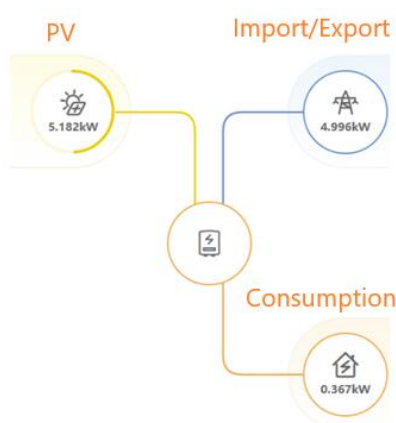 PV
Import/Export
5.182kW
4.996kW
Consumption
0.367kW